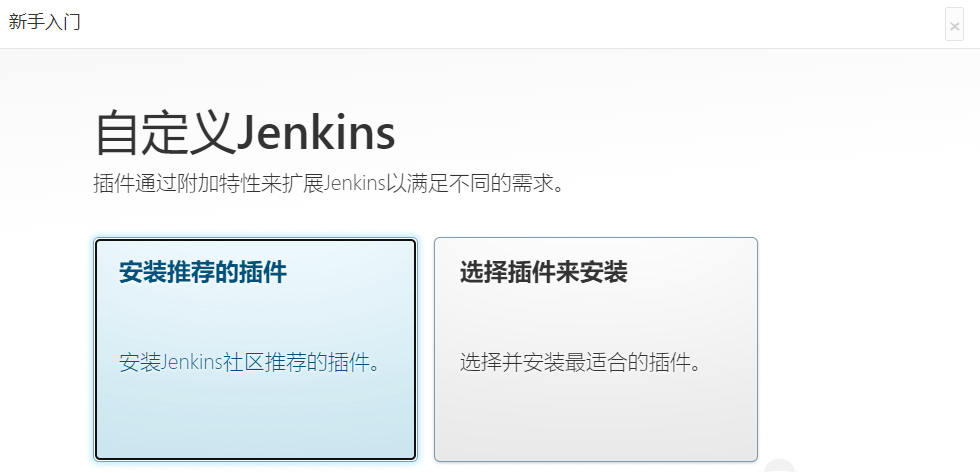 新手入门
×
自定义Jenkins
插件通过附加特性来扩展Jenkins以满足不同的需求。
安装推荐的插件
安装Jenkins社区推荐的插件。
选择插件来安装
选择并安装最适合的插件。